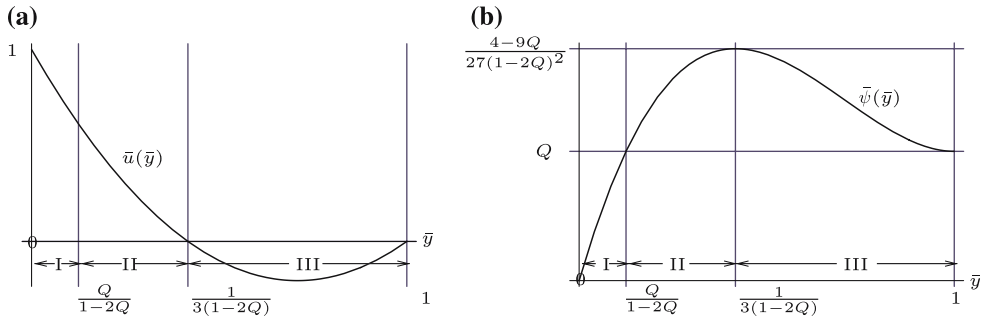 (a)
1
ū(ȳ)
0
ȳ
I II III
Q/(1−2Q)
1/(3(1−2Q))
1
(b)
(4−9Q)/(27(1−2Q)²)
ψ̄(ȳ)
Q
I II III
0
ȳ
Q/(1−2Q)
1/(3(1−2Q))
1